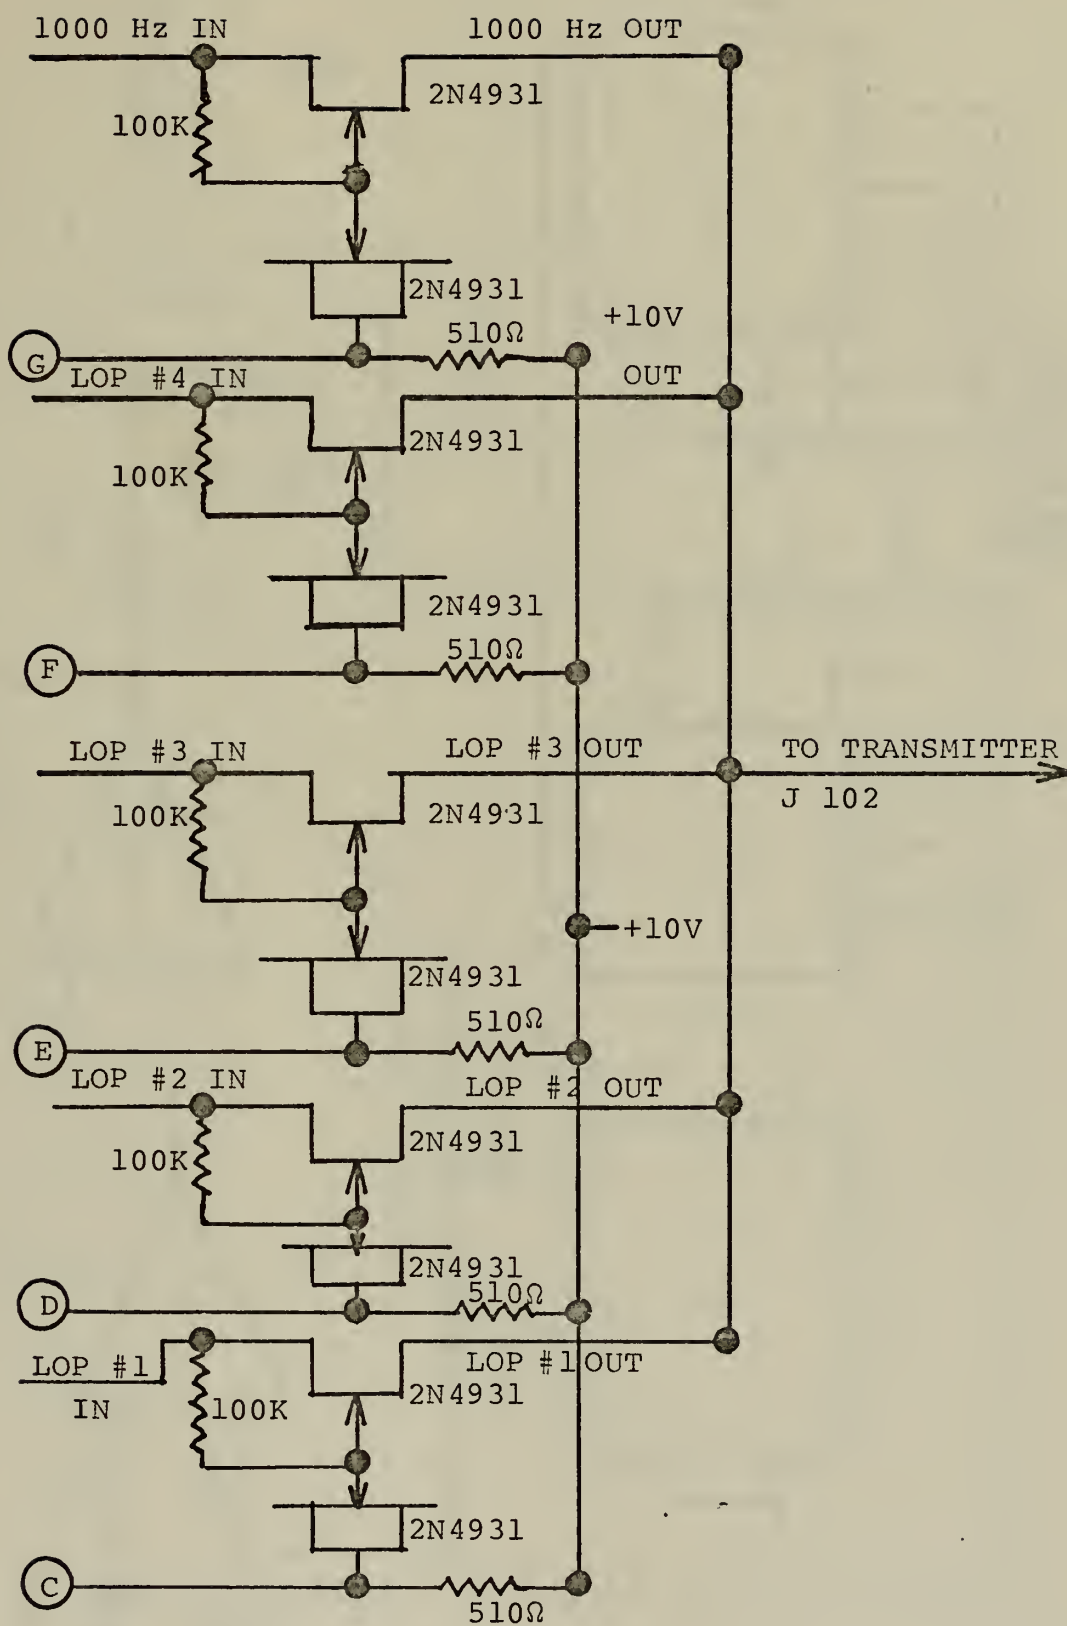 1000 Hz IN 1000 Hz OUT
2N4931
100K
2N4931
+10V
510Ω
G
LOP #4 IN OUT
2N4931
100K
2N4931
510Ω
F
LOP #3 IN LOP #3 OUT TO TRANSMITTER
100K 2N4931 J 102
+10V
2N4931
510Ω
E
LOP #2 IN LOP #2 OUT
2N4931
100K
2N4931
510Ω
D
LOP #1 LOP #1 OUT
2N4931
IN 100K
2N4931
C
510Ω